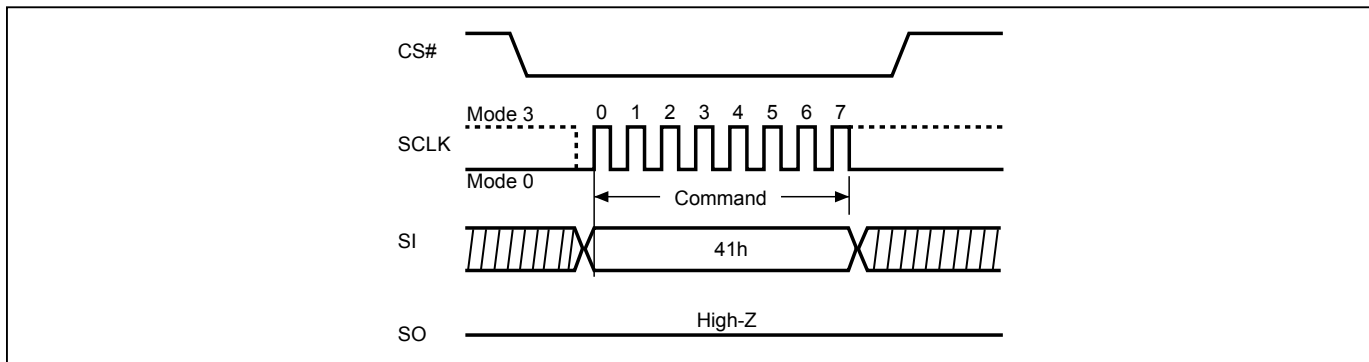 CS#
Mode 3
0 1 2 3 4 5 6 7
SCLK
Mode 0
Command
SI
41h
High-Z
SO